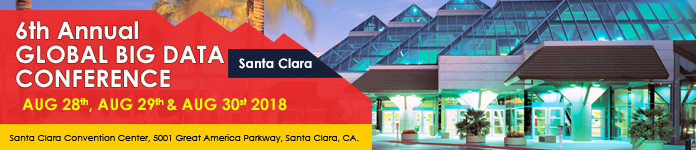 6th Annual
GLOBAL BIG DATA
CONFERENCE
Santa Clara
AUG 28th, AUG 29th & AUG 30st 2018
Santa Clara Convention Center, 5001 Great America Parkway, Santa Clara, CA.